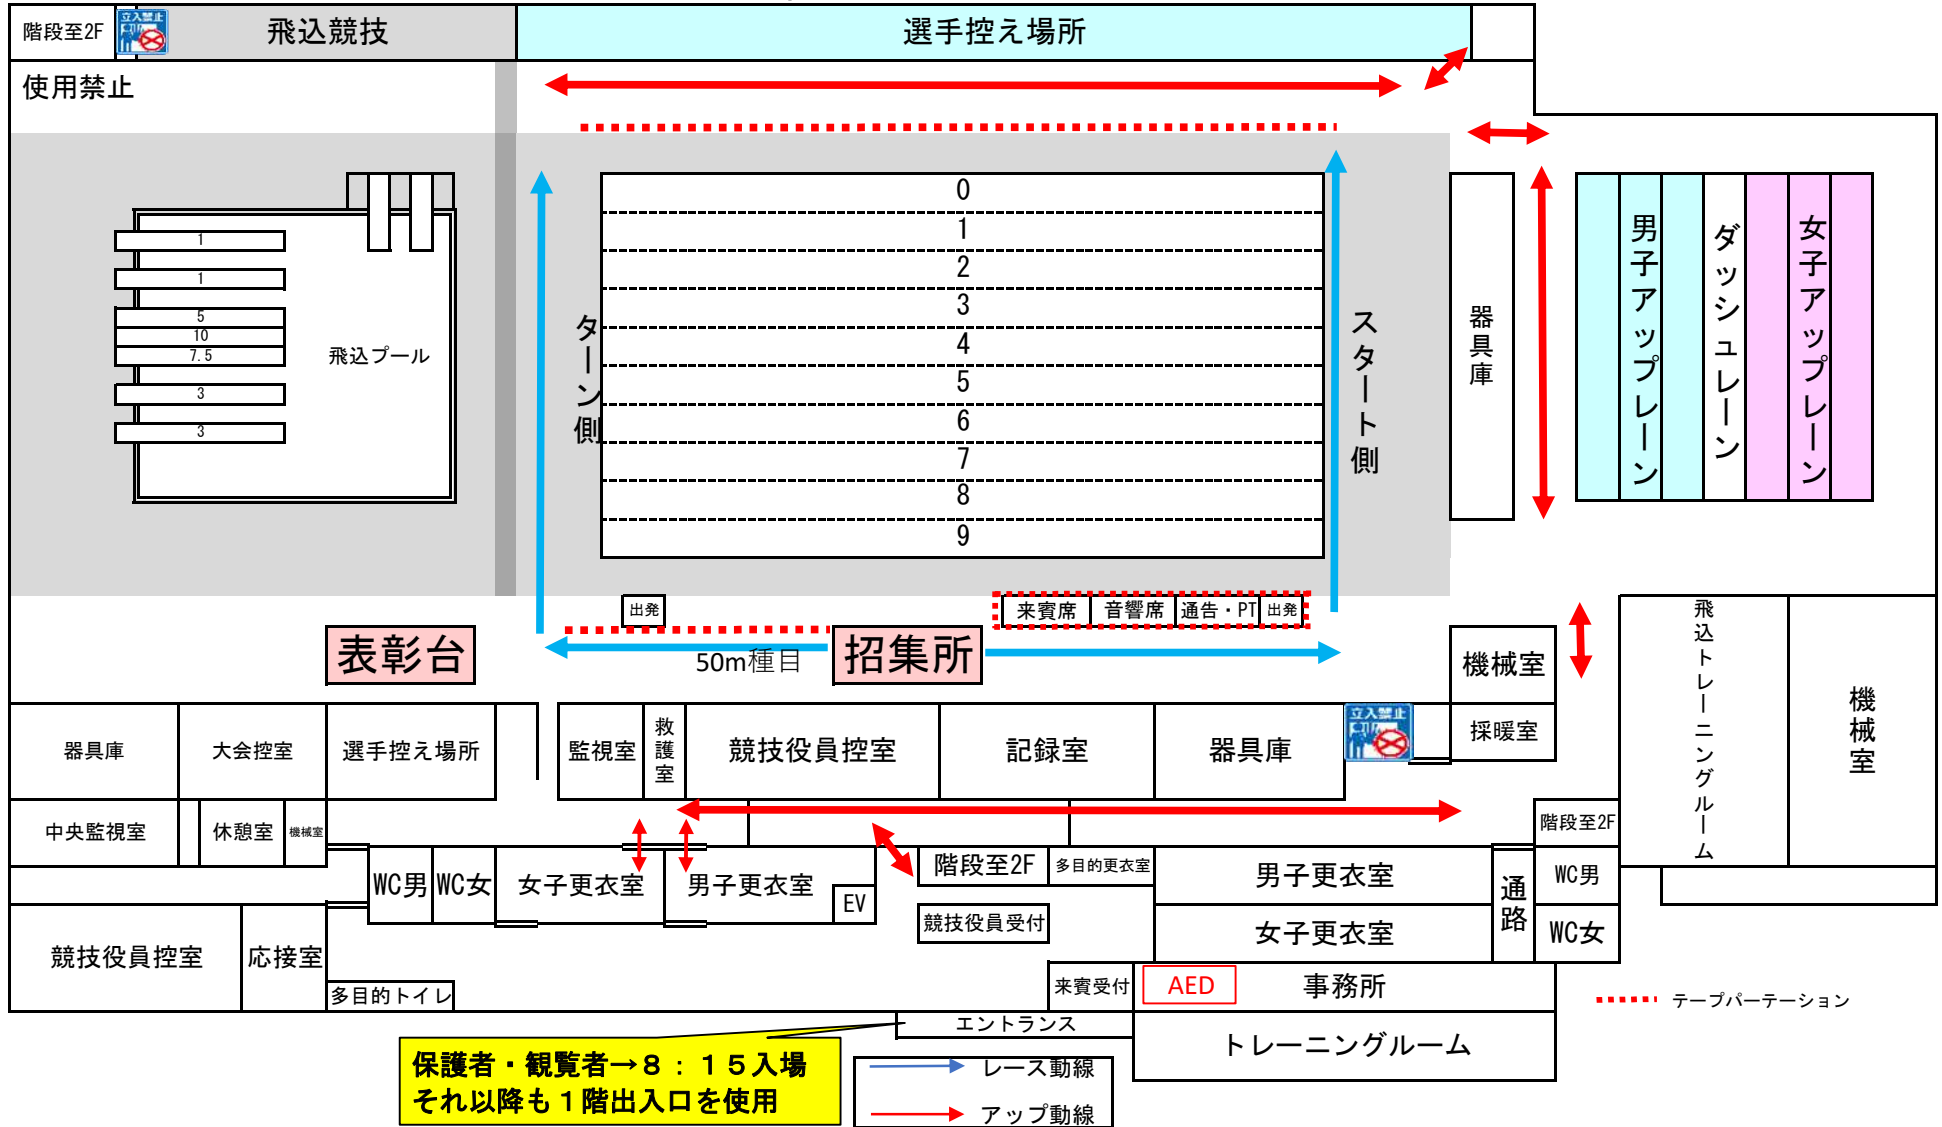 階段至2F
立入禁止
飛込競技
選手控え場所
使用禁止
0
1
2
3
4
5
6
7
8
9
1
1
5
10
7.5
3
3
飛込プール
ターン側
スタート側
器具庫
男子アップレーン
ダッシュレーン
女子アップレーン
出発
来賓席
音響席
通告・PT
出発
表彰台
50m種目
招集所
機械室
飛込トレーニングルーム
機械室
器具庫
大会控室
選手控え場所
監視室
救護室
競技役員控室
記録室
器具庫
立入禁止
採暖室
中央監視室
休憩室
機械室
階段至2F
WC男
WC女
女子更衣室
男子更衣室
EV
階段至2F
多目的更衣室
男子更衣室
通路
WC男
競技役員受付
女子更衣室
WC女
競技役員控室
応接室
多目的トイレ
来賓受付
AED
事務所
テープパーテーション
エントランス
トレーニングルーム
保護者・観覧者→8：15入場
それ以降も1階出入口を使用
レース動線
アップ動線